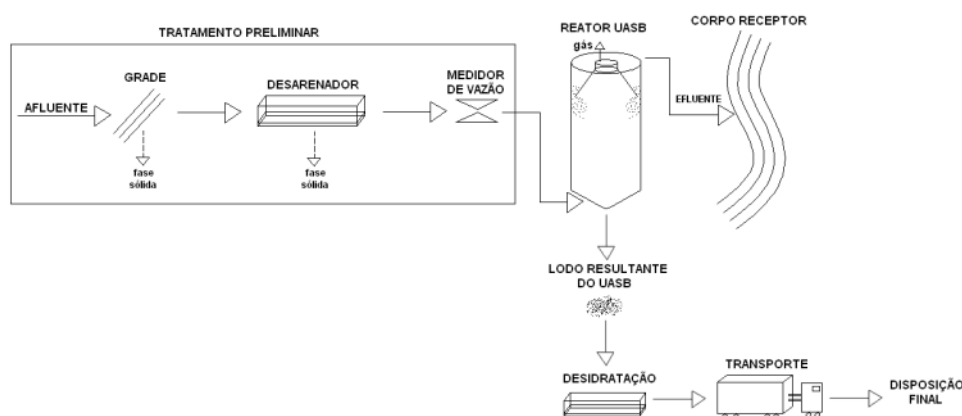 TRATAMENTO PRELIMINAR
AFLUENTE
GRADE
fase
sólida
DESARENADOR
fase
sólida
MEDIDOR
DE VAZÃO
REATOR UASB
gás
EFLUENTE
CORPO RECEPTOR
LODO RESULTANTE
DO UASB
DESIDRATAÇÃO
TRANSPORTE
DISPOSIÇÃO
FINAL